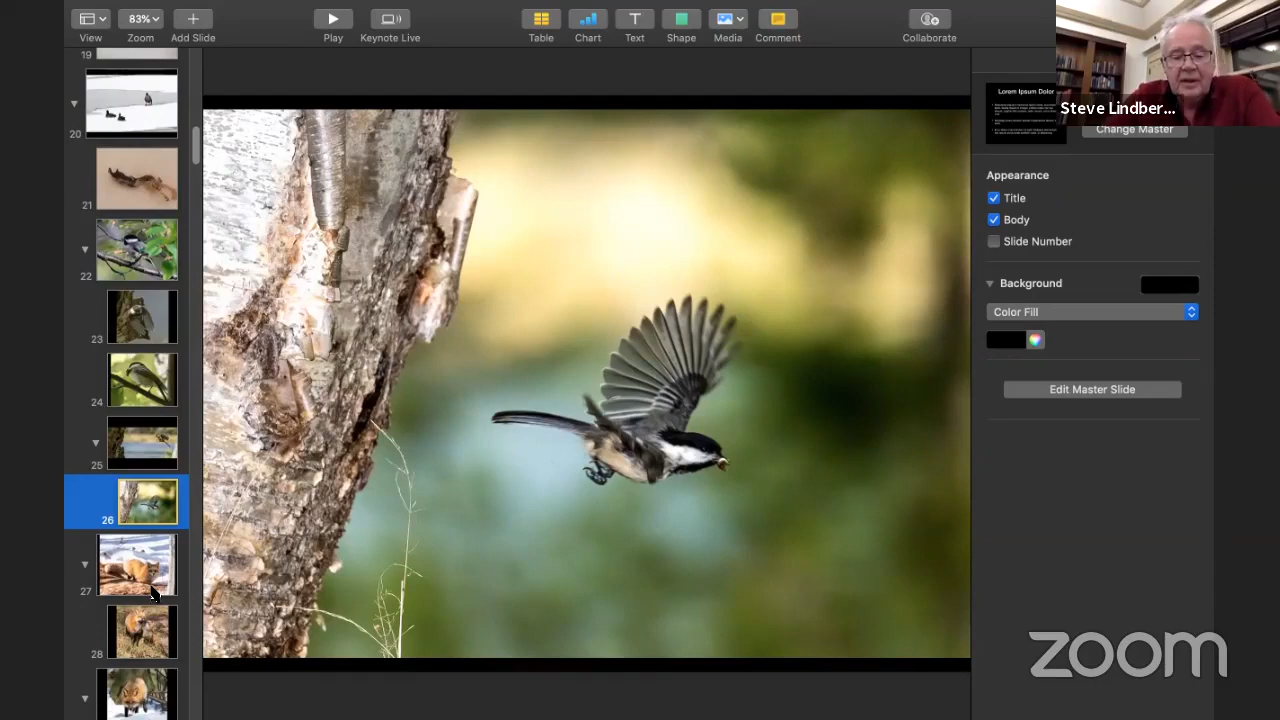 View
83%
Zoom
Add Slide
Play
Keynote Live
Table
Chart
Text
Shape
Media
Comment
Collaborate
Steve Lindber...
19
20
21
22
23
24
25
26
27
28
Lorem Ipsum Dolor
Change Master
Appearance
Title
Body
Slide Number
Background
Color Fill
Edit Master Slide
zoom